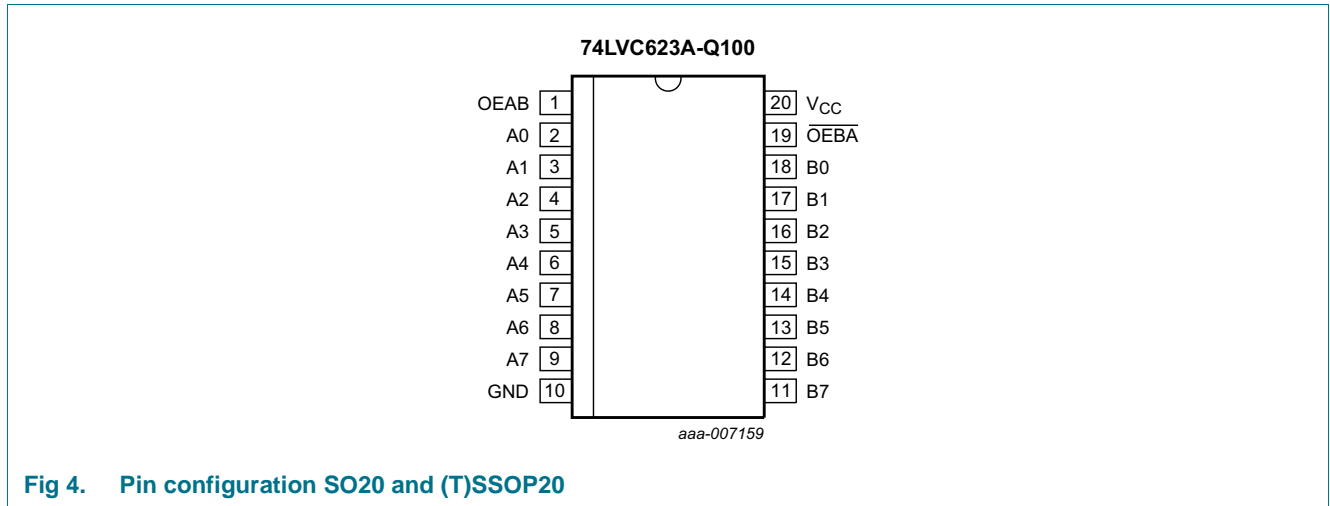 74LVC623A-Q100
OEAB 1 20 VCC
A0 2 19 OEBA
A1 3 18 B0
A2 4 17 B1
A3 5 16 B2
A4 6 15 B3
A5 7 14 B4
A6 8 13 B5
A7 9 12 B6
GND 10 11 B7
aaa-007159
Fig 4. Pin configuration SO20 and (T)SSOP20